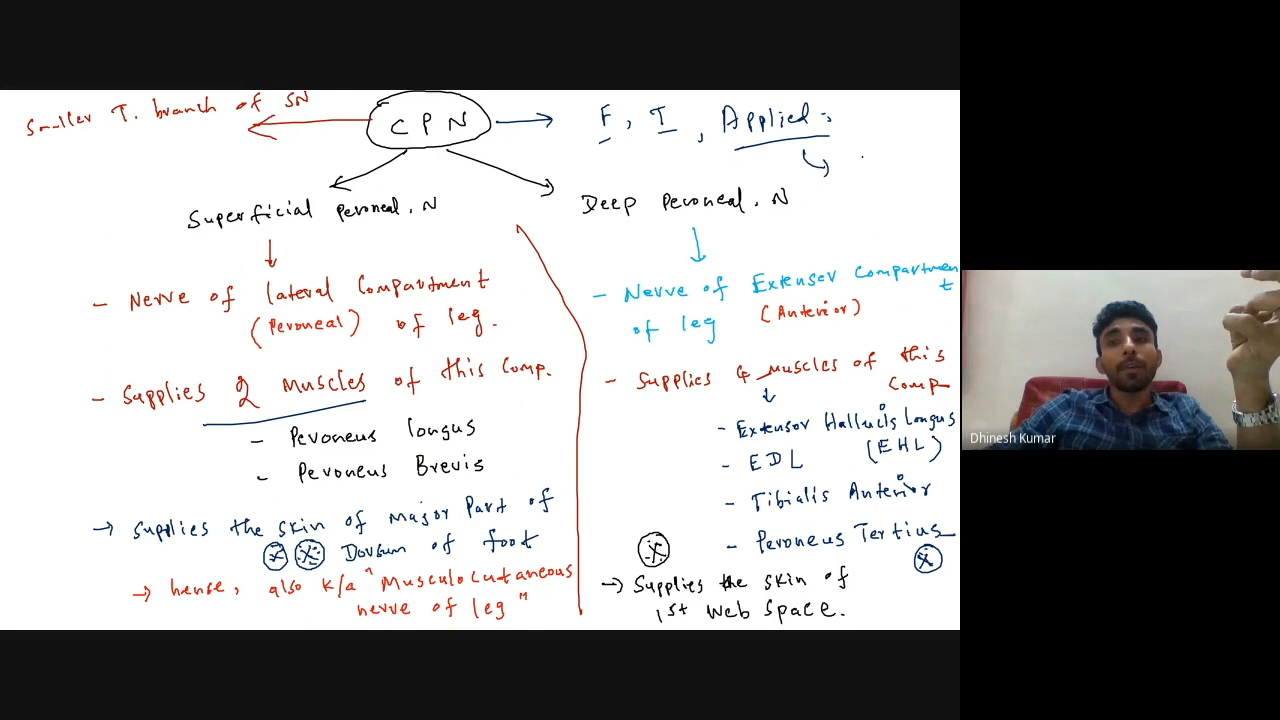 Smaller T. branch of SN
CPN
F, T, Applied :
Superficial Peroneal. N
- Nerve of lateral Compartment
(Peroneal) of leg.
- Supplies 2 Muscles of this Comp.
- Peroneus longus
- Peroneus Brevis
→ Supplies the skin of major Part of
Dorsum of foot
→ hence, also k/a "Musculocutaneous
nerve of leg"
Deep Peroneal. N
- Nerve of Extensor Compartment
of leg (Anterior)
- Supplies 4 muscles of this
Comp
- Extensor Hallucis Longus
(EHL)
- EDL
- Tibialis Anterior
- Peroneus Tertius
→ Supplies the skin of
1st Web Space.
Dhinesh Kumar